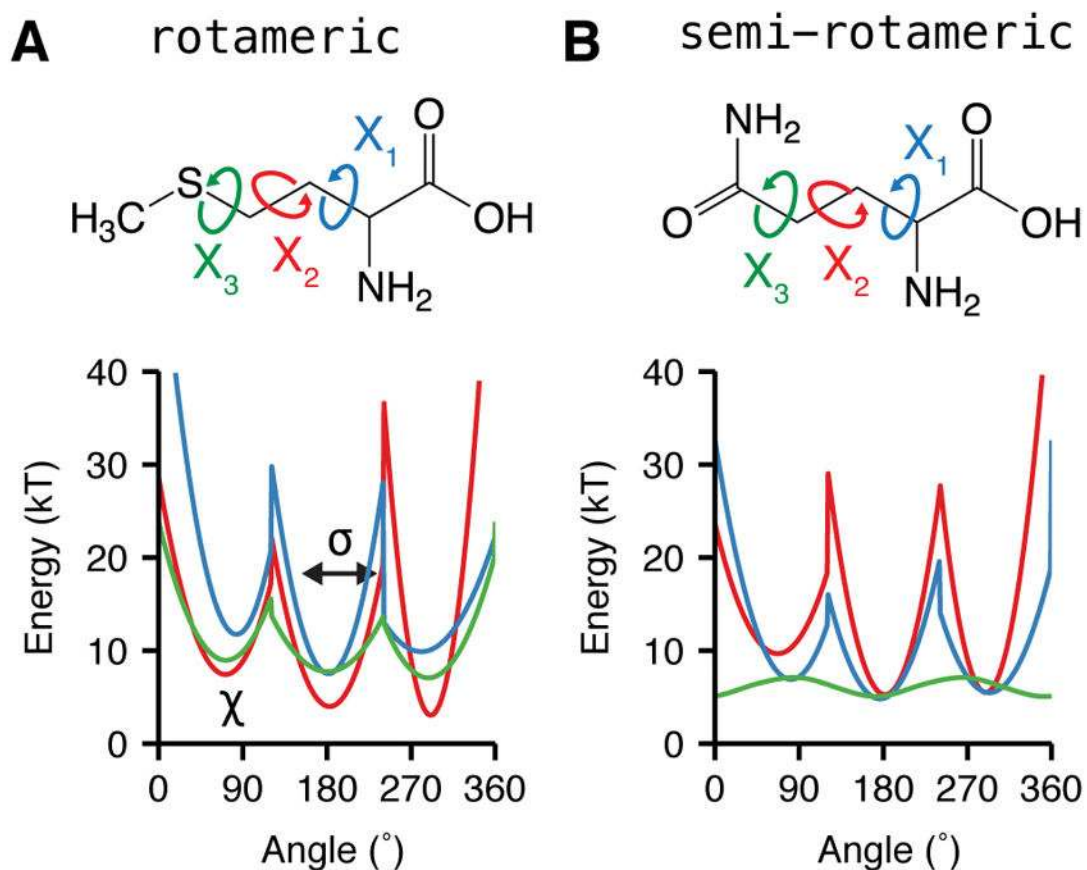 A rotameric
O
X₁
S
H₃C
OH
X₃
X₂
NH₂
40
30
20
10
0
Energy (kT)
σ
χ
0 90 180 270 360
Angle (°)
B semi-rotameric
NH₂
O
X₁
O
OH
X₃
X₂
NH₂
40
30
20
10
0
Energy (kT)
0 90 180 270 360
Angle (°)